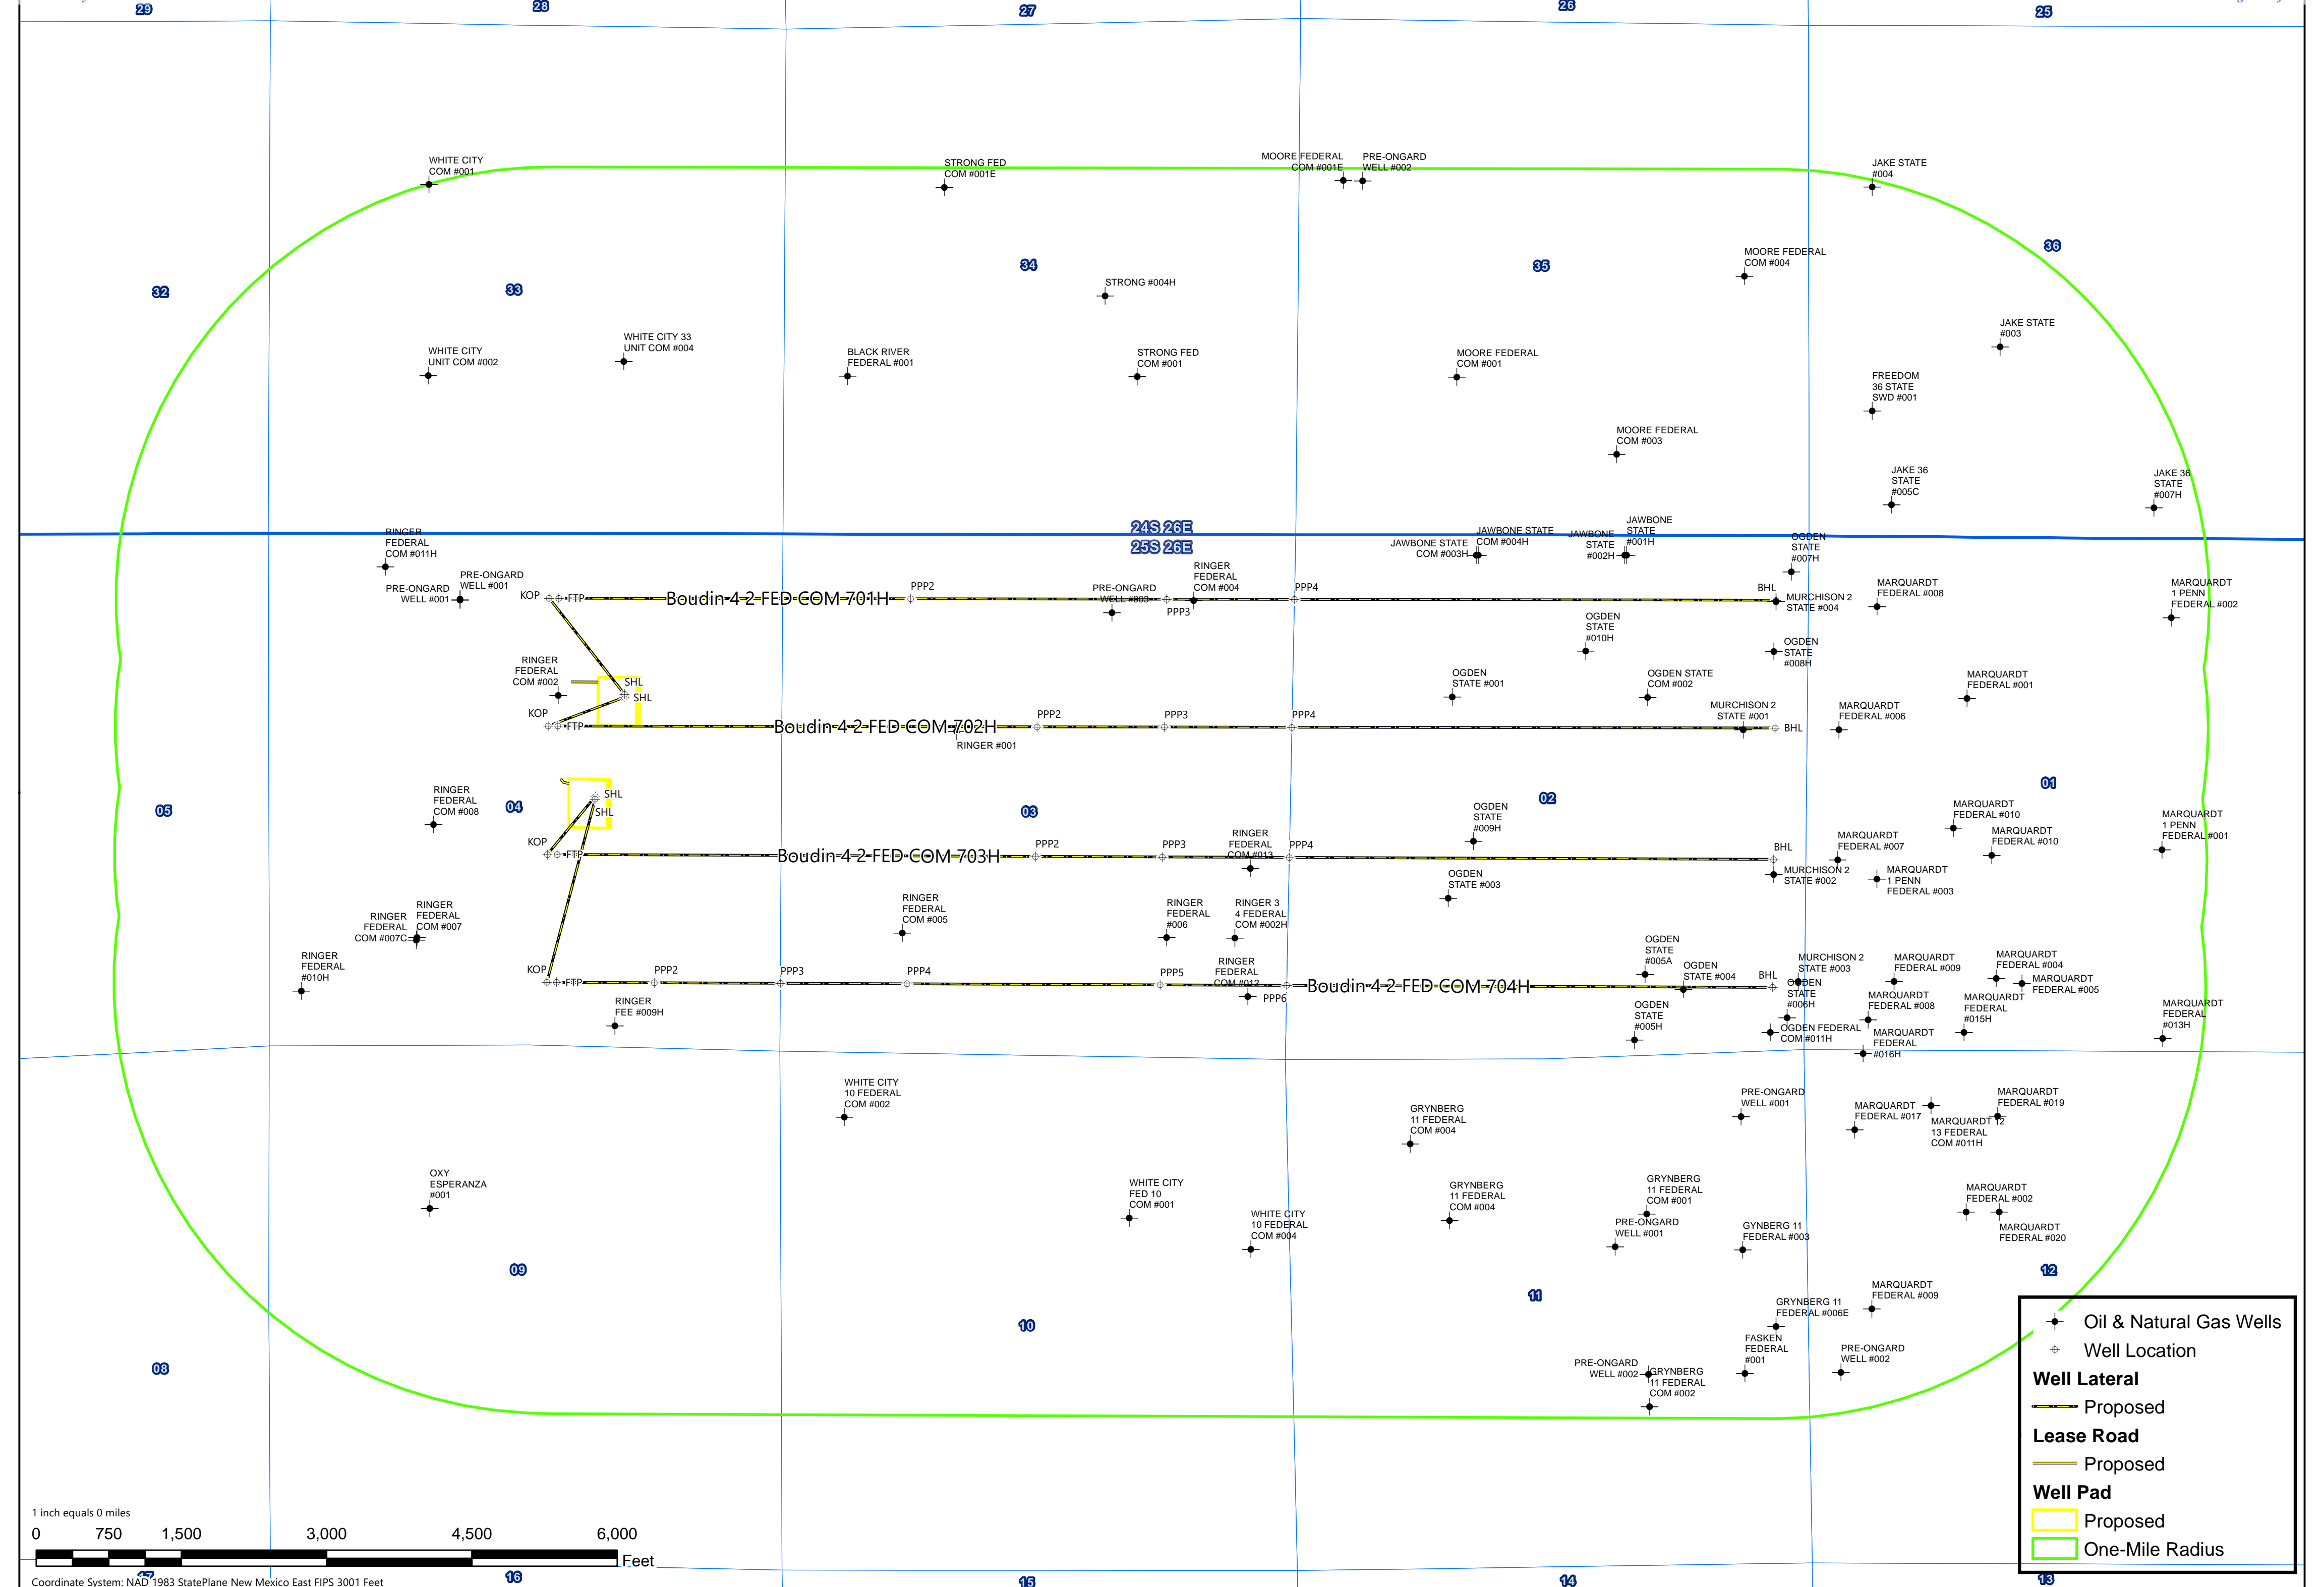 29
28
27
26
25
WHITE CITY
COM #001
STRONG FED
COM #001E
MOORE FEDERAL
COM #001E
PRE-ONGARD
WELL #002
JAKE STATE
#004
32
33
34
35
36
STRONG #004H
MOORE FEDERAL
COM #004
WHITE CITY
UNIT COM #002
WHITE CITY 33
UNIT COM #004
BLACK RIVER
FEDERAL #001
STRONG FED
COM #001
MOORE FEDERAL
COM #001
JAKE STATE
#003
FREEDOM
36 STATE
SWD #001
MOORE FEDERAL
COM #003
JAKE 36
STATE
#005C
JAKE 36
STATE
#007H
24S 26E
25S 26E
RINGER
FEDERAL
COM #011H
JAWBONE STATE
COM #003H
JAWBONE STATE
COM #004H
JAWBONE
STATE
#002H
JAWBONE
STATE
#001H
OGDEN
STATE
#007H
PRE-ONGARD
WELL #001
PRE-ONGARD
WELL #001
KOP
FTP
Boudin 4-2 FED COM 701H
PPP2
PRE-ONGARD
WELL #003
PPP3
RINGER
FEDERAL
COM #004
PPP4
BHL
MURCHISON 2
STATE #004
MARQUARDT
FEDERAL #008
MARQUARDT
1 PENN
FEDERAL #002
OGDEN
STATE
#010H
OGDEN
STATE
#008H
RINGER
FEDERAL
COM #002
SHL
SHL
OGDEN
STATE #001
OGDEN STATE
COM #002
MARQUARDT
FEDERAL #001
KOP
FTP
Boudin 4-2 FED COM 702H
RINGER #001
PPP2
PPP3
PPP4
MURCHISON 2
STATE #001
BHL
MARQUARDT
FEDERAL #006
05
04
03
02
01
RINGER
FEDERAL
COM #008
SHL
SHL
OGDEN
STATE
#009H
MARQUARDT
FEDERAL #010
MARQUARDT
FEDERAL #010
MARQUARDT
1 PENN
FEDERAL #001
KOP
FTP
Boudin 4-2 FED COM 703H
PPP2
PPP3
RINGER
FEDERAL
COM #013
PPP4
BHL
MARQUARDT
FEDERAL #007
MURCHISON 2
STATE #002
MARQUARDT
1 PENN
FEDERAL #003
OGDEN
STATE #003
RINGER
FEDERAL
COM #007C
RINGER
FEDERAL
COM #007
RINGER
FEDERAL
COM #005
RINGER
FEDERAL
#006
RINGER 3
4 FEDERAL
COM #002H
RINGER
FEDERAL
#010H
KOP
FTP
PPP2
PPP3
PPP4
PPP5
RINGER
FEDERAL
COM #012
PPP6
Boudin 4-2 FED COM 704H
OGDEN
STATE
#005A
OGDEN
STATE #004
BHL
MURCHISON 2
STATE #003
OGDEN
STATE
#006H
MARQUARDT
FEDERAL #009
MARQUARDT
FEDERAL #004
MARQUARDT
FEDERAL #005
RINGER
FEE #009H
OGDEN
STATE
#005H
OGDEN FEDERAL
COM #011H
MARQUARDT
FEDERAL #008
MARQUARDT
FEDERAL
#015H
MARQUARDT
FEDERAL
#016H
MARQUARDT
FEDERAL
#013H
WHITE CITY
10 FEDERAL
COM #002
GRYNBERG
11 FEDERAL
COM #004
PRE-ONGARD
WELL #001
MARQUARDT
FEDERAL #017
MARQUARDT 12
13 FEDERAL
COM #011H
MARQUARDT
FEDERAL #019
OXY
ESPERANZA
#001
WHITE CITY
FED 10
COM #001
WHITE CITY
10 FEDERAL
COM #004
GRYNBERG
11 FEDERAL
COM #004
GRYNBERG
11 FEDERAL
COM #001
PRE-ONGARD
WELL #001
GYNBERG 11
FEDERAL #003
MARQUARDT
FEDERAL #002
MARQUARDT
FEDERAL #020
09
10
11
12
08
GRYNBERG 11
FEDERAL #006E
MARQUARDT
FEDERAL #009
PRE-ONGARD
WELL #002
GRYNBERG
11 FEDERAL
COM #002
FASKEN
FEDERAL
#001
PRE-ONGARD
WELL #002
Oil & Natural Gas Wells
Well Location
Well Lateral
Proposed
Lease Road
Proposed
Well Pad
Proposed
One-Mile Radius
1 inch equals 0 miles
0 750 1,500 3,000 4,500 6,000
Feet
Coordinate System: NAD 1983 StatePlane New Mexico East FIPS 3001 Feet
17
16
15
14
13